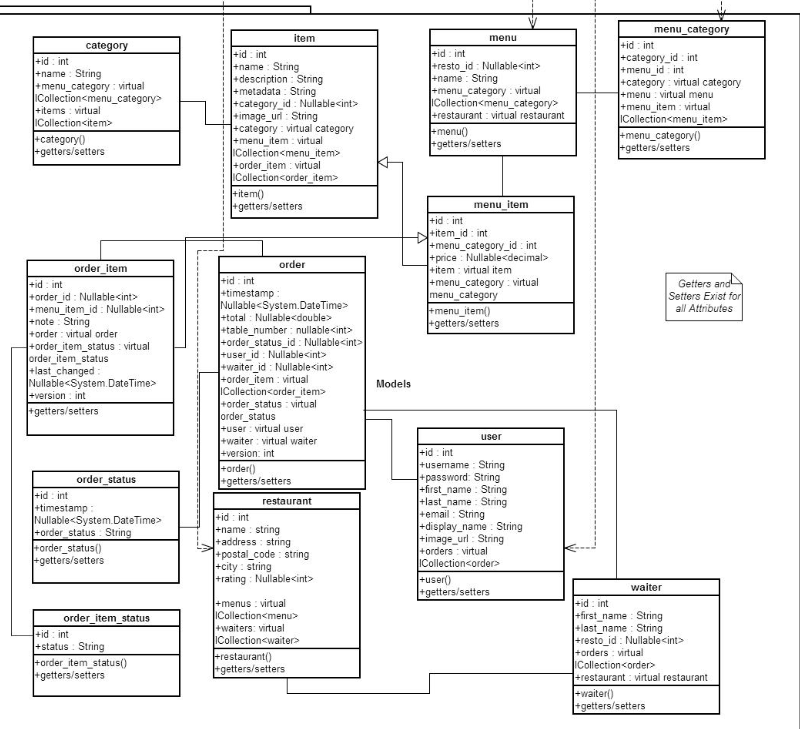 category
+id : int
+name : String
+menu_category : virtual
ICollection<menu_category>
+items : virtual
ICollection<item>
+category()
+getters/setters
item
+id : int
+name : String
+description : String
+metadata : String
+category_id : Nullable<int>
+image_url : String
+category : virtual category
+menu_item : virtual
ICollection<menu_item>
+order_item : virtual
ICollection<order_item>
+item()
+getters/setters
menu
+id : int
+resto_id : Nullable<int>
+name : String
+menu_category : virtual
ICollection<menu_category>
+restaurant : virtual restaurant
+menu()
+getters/setters
menu_category
+id : int
+category_id : int
+menu_id : int
+category : virtual category
+menu : virtual menu
+menu_item : virtual
ICollection<menu_item>
+menu_category()
+getters/setters
menu_item
+id : int
+item_id : int
+menu_category_id : int
+price : Nullable<decimal>
+item : virtual item
+menu_category : virtual
menu_category
+menu_item()
+getters/setters
order_item
+id : int
+order_id : Nullable<int>
+menu_item_id : Nullable<int>
+note : String
+order : virtual order
+order_item_status : virtual
order_item_status
+last_changed :
Nullable<System.DateTime>
+version : int
+getters/setters
order
+id : int
+timestamp :
Nullable<System.DateTime>
+total : Nullable<double>
+table_number : nullable<int>
+order_status_id : Nullable<int>
+user_id : Nullable<int>
+waiter_id : Nullable<int>
+order_item : virtual
ICollection<order_item>
+order_status : virtual
order_status
+user : virtual user
+waiter : virtual waiter
+version: int
+order()
+getters/setters
Getters and
Setters Exist for
all Attributes
Models
user
+id : int
+username : String
+password: String
+first_name : String
+last_name : String
+email : String
+display_name : String
+image_url : String
+orders : virtual
ICollection<order>
+user()
+getters/setters
order_status
+id : int
+timestamp :
Nullable<System.DateTime>
+order_status : String
+order_status()
+getters/setters
restaurant
+id : int
+name : string
+address : string
+postal_code : string
+city : string
+rating : Nullable<int>
+menus : virtual
ICollection<menu>
+waiters: virtual
ICollection<waiter>
+restaurant()
+getters/setters
order_item_status
+id : int
+status : String
+order_item_status()
+getters/setters
waiter
+id : int
+first_name : String
+last_name : String
+resto_id : Nullable<int>
+orders : virtual
ICollection<order>
+restaurant : virtual restaurant
+waiter()
+getters/setters